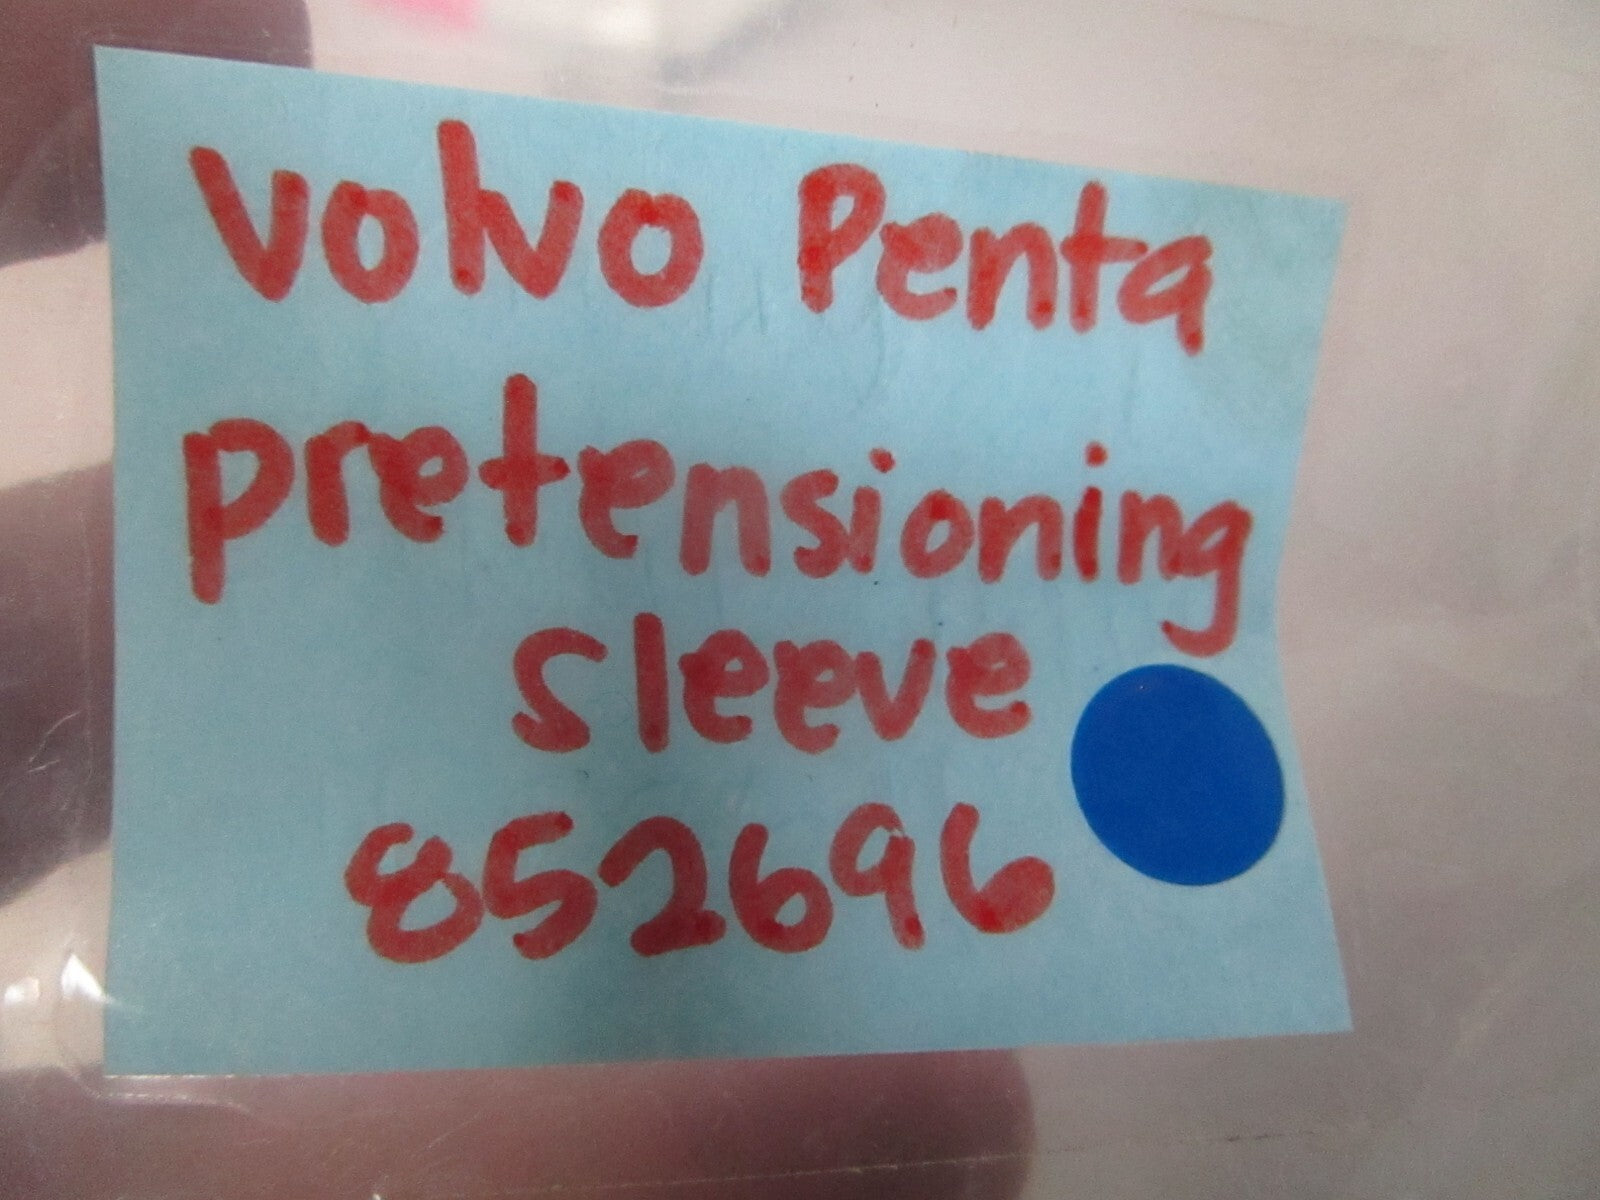 Volvo Penta
pretensioning
sleeve
852696